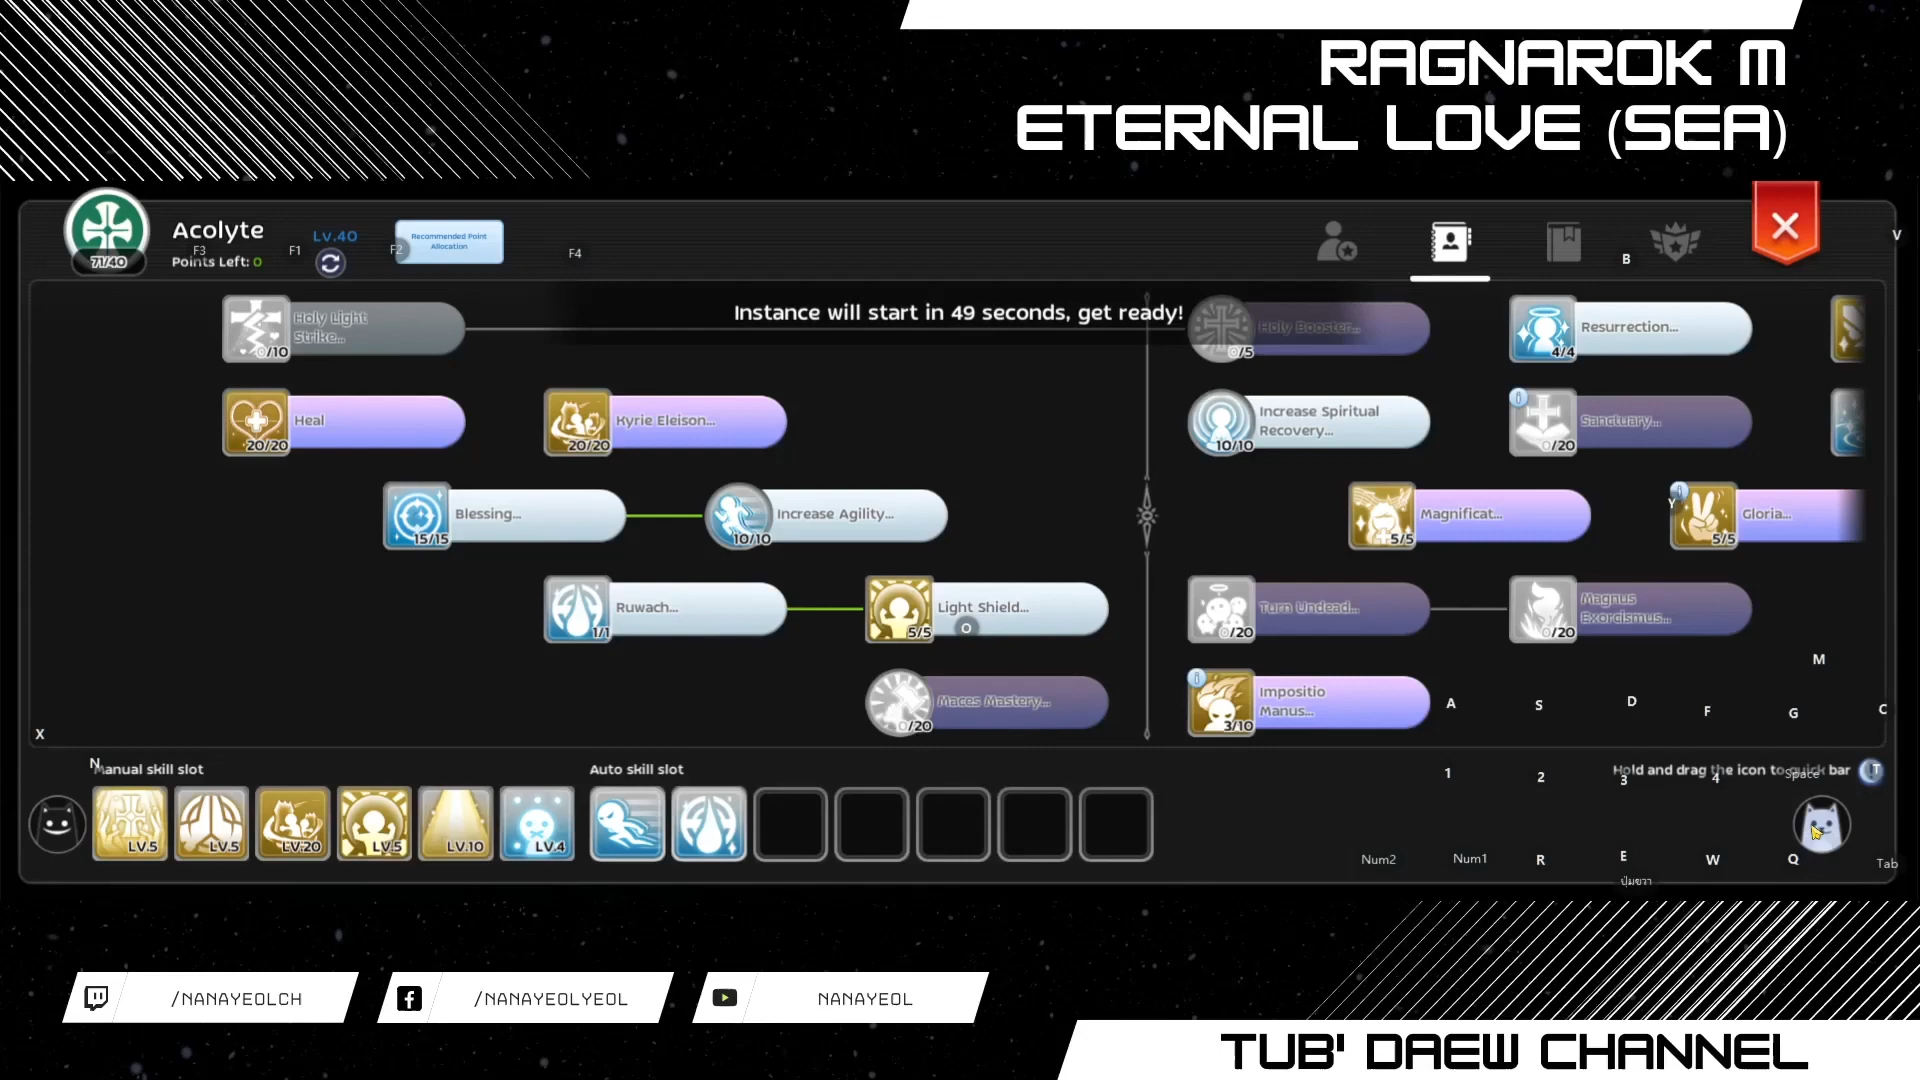 RAGNAROK M
ETERNAL LOVE (SEA)
Acolyte
Lv.40
Recommended Point
Allocation
F3
F1
F2
F4
71/40
Points Left: 0
B
V
Instance will start in 49 seconds, get ready!
Holy Light
Strike...
0/10
Holy Booster...
0/5
Resurrection...
4/4
Heal
20/20
Kyrie Eleison...
20/20
Increase Spiritual
Recovery...
10/10
Sanctuary...
0/20
Blessing...
15/15
Increase Agility...
10/10
Magnificat...
5/5
Y
Gloria...
5/5
Ruwach...
1/1
Light Shield...
5/5
O
Turn Undead...
0/20
Magnus
Exorcismus...
0/20
M
Maces Mastery...
0/20
Impositio
Manus...
3/10
A
S
D
F
G
C
X
N
Manual skill slot
Auto skill slot
1
2
3
4
Space
T
Hold and drag the icon to quick bar
LV.5
LV.5
LV.20
LV.5
LV.10
LV.4
Num2
Num1
R
E
W
Q
Tab
ปุ่มขวา
/NANAYEOLCH
/NANAYEOLYEOL
NANAYEOL
TUB' DAEW CHANNEL